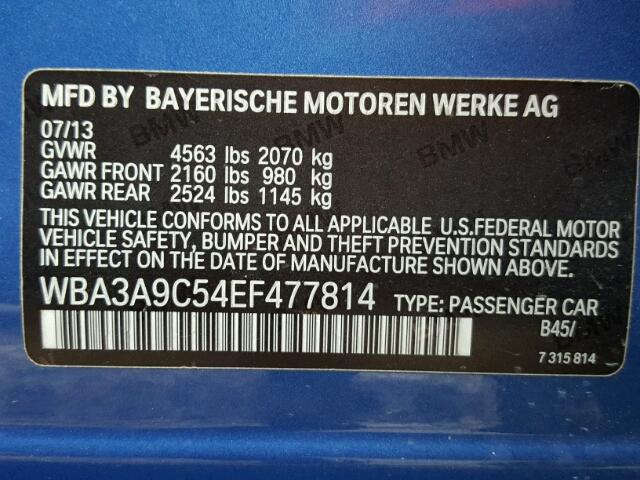 MFD BY BAYERISCHE MOTOREN WERKE AG
07/13
GVWR 4563 lbs 2070 kg
GAWR FRONT 2160 lbs 980 kg
GAWR REAR 2524 lbs 1145 kg
THIS VEHICLE CONFORMS TO ALL APPLICABLE U.S.FEDERAL MOTOR
VEHICLE SAFETY, BUMPER AND THEFT PREVENTION STANDARDS
IN EFFECT ON THE DATE OF MANUFACTURE SHOWN ABOVE
WBA3A9C54EF477814 TYPE: PASSENGER CAR
B45/
7 315 814